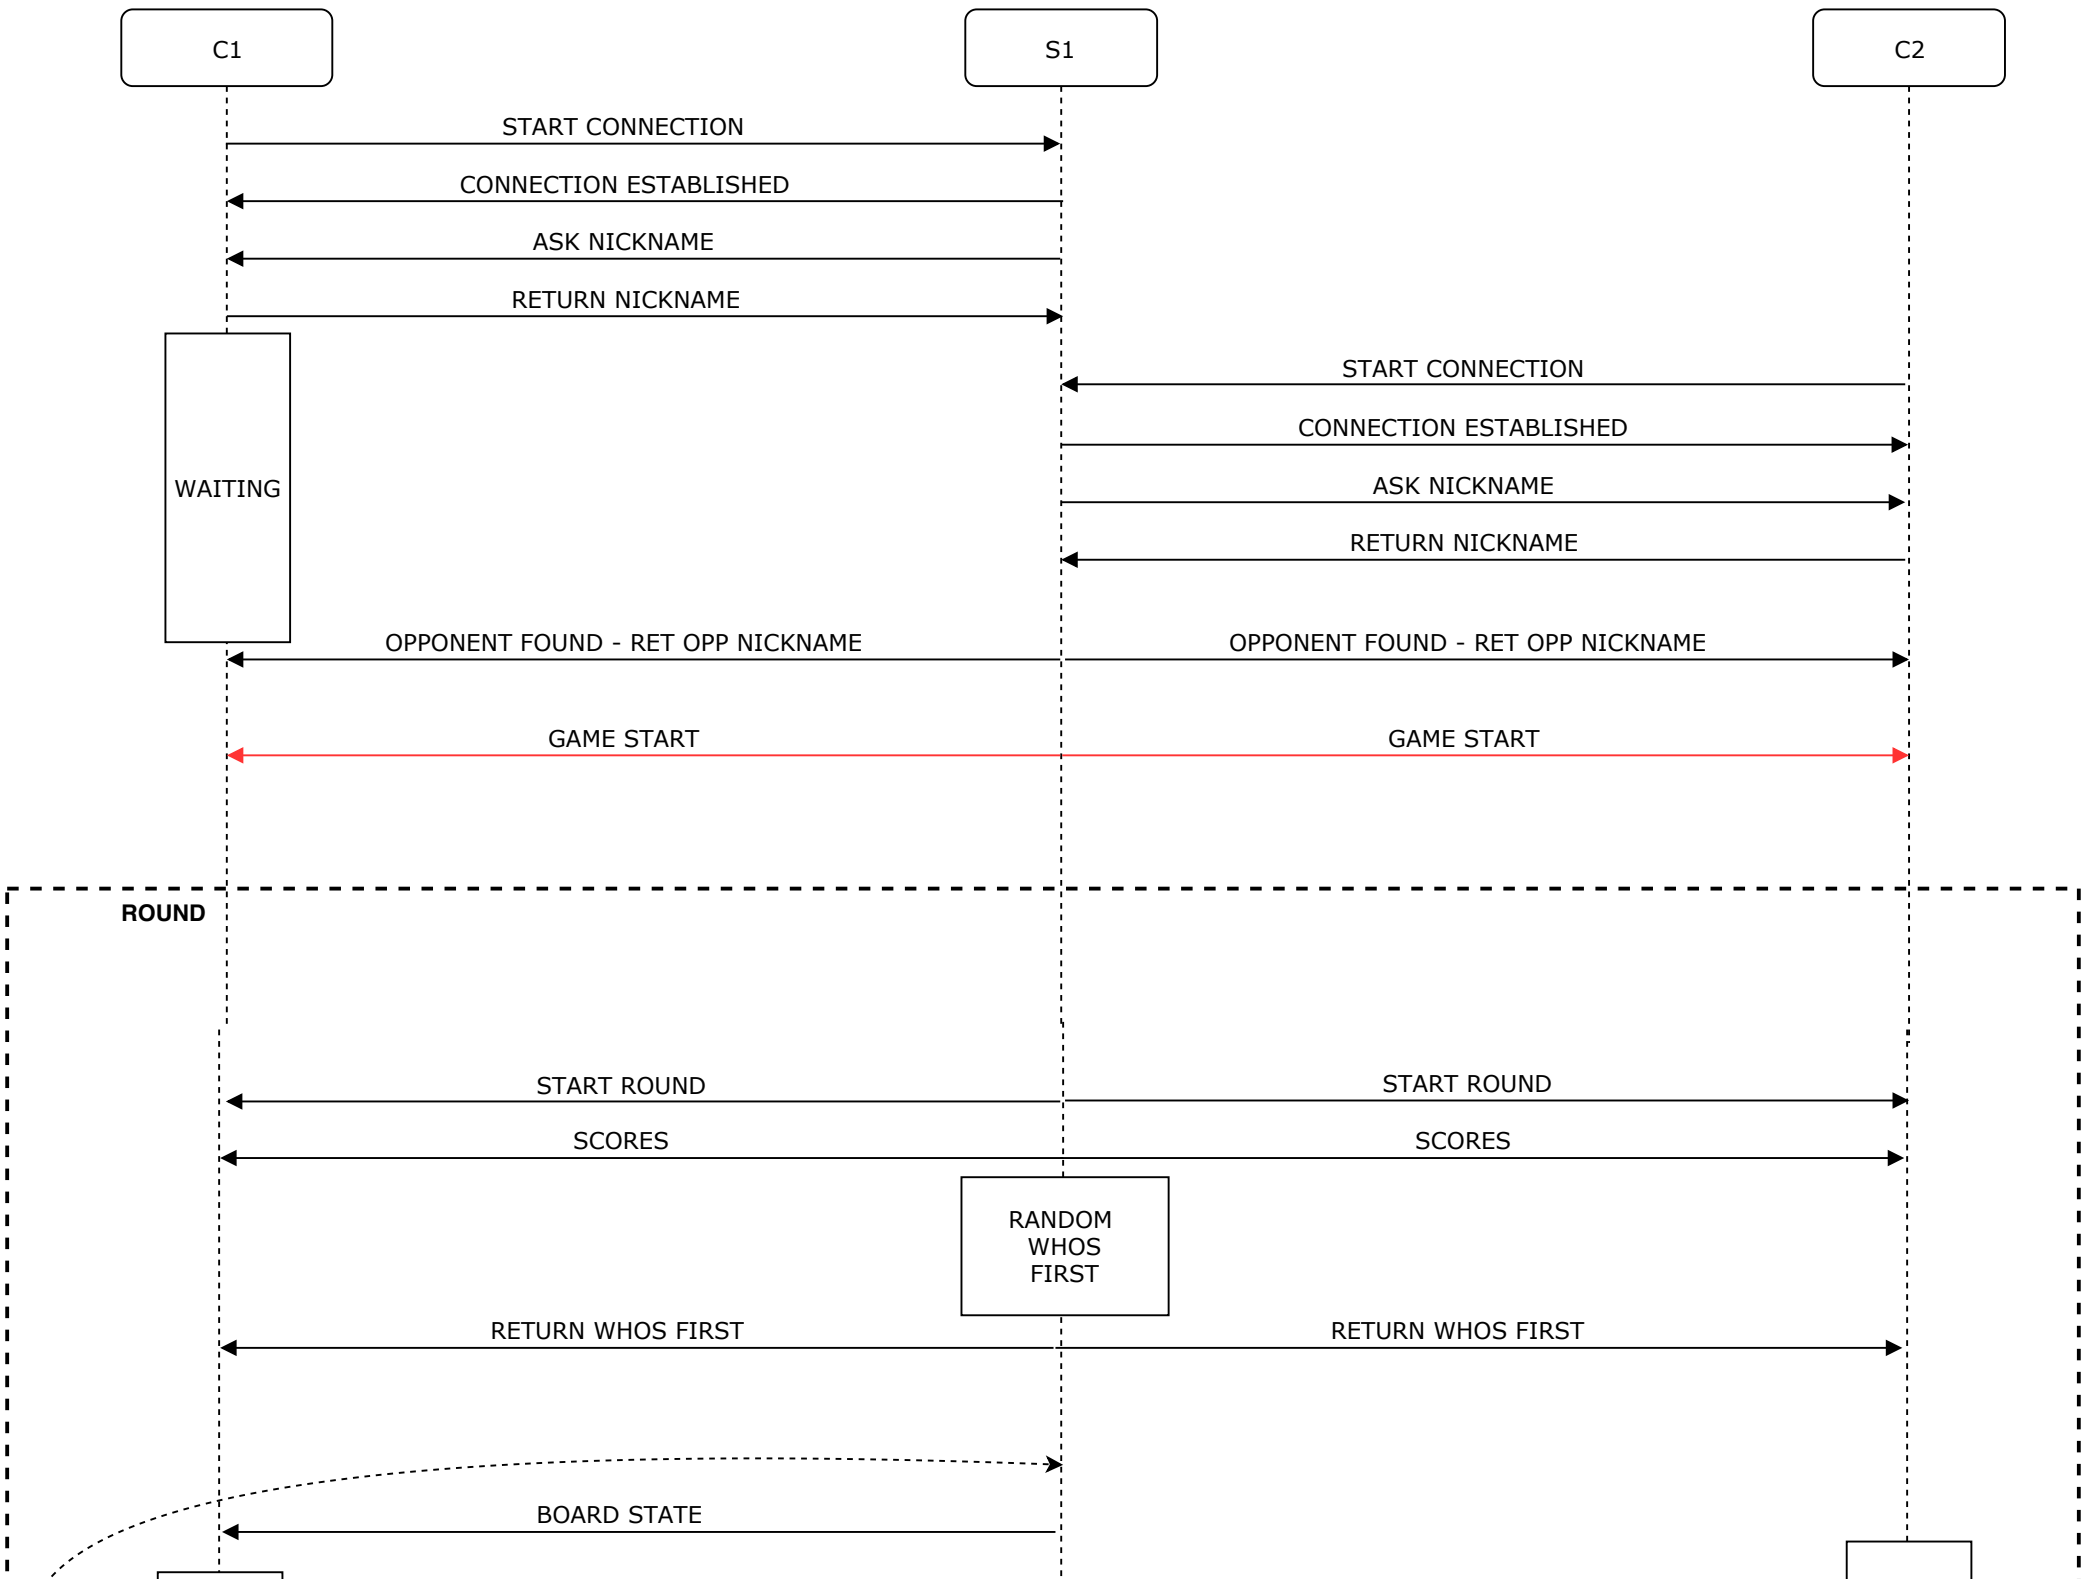 C1
S1
C2
START CONNECTION
CONNECTION ESTABLISHED
ASK NICKNAME
RETURN NICKNAME
START CONNECTION
CONNECTION ESTABLISHED
WAITING
ASK NICKNAME
RETURN NICKNAME
OPPONENT FOUND - RET OPP NICKNAME
OPPONENT FOUND - RET OPP NICKNAME
GAME START
GAME START
ROUND
START ROUND
START ROUND
SCORES
SCORES
RANDOM
WHOS
FIRST
RETURN WHOS FIRST
RETURN WHOS FIRST
BOARD STATE